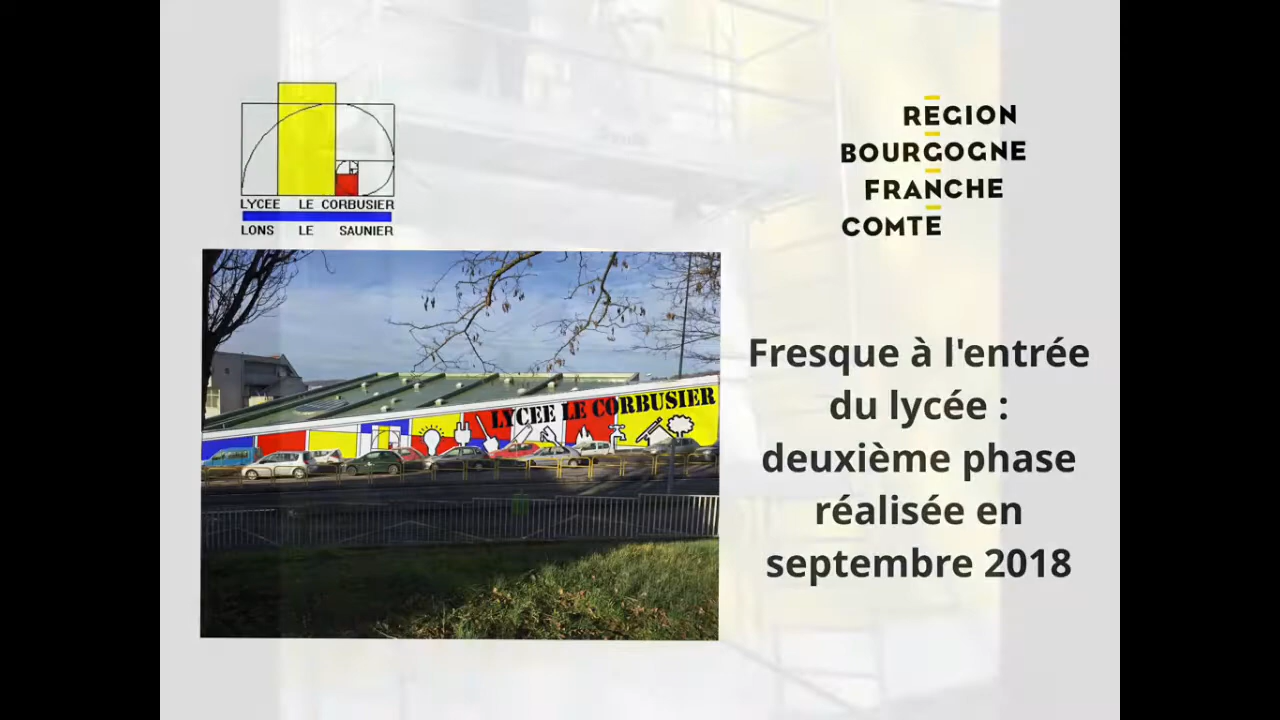 LYCEE LE CORBUSIER
LONS LE SAUNIER
REGION
BOURGOGNE
FRANCHE
COMTE
LYCEE LE CORBUSIER
Fresque à l'entrée
du lycée :
deuxième phase
réalisée en
septembre 2018